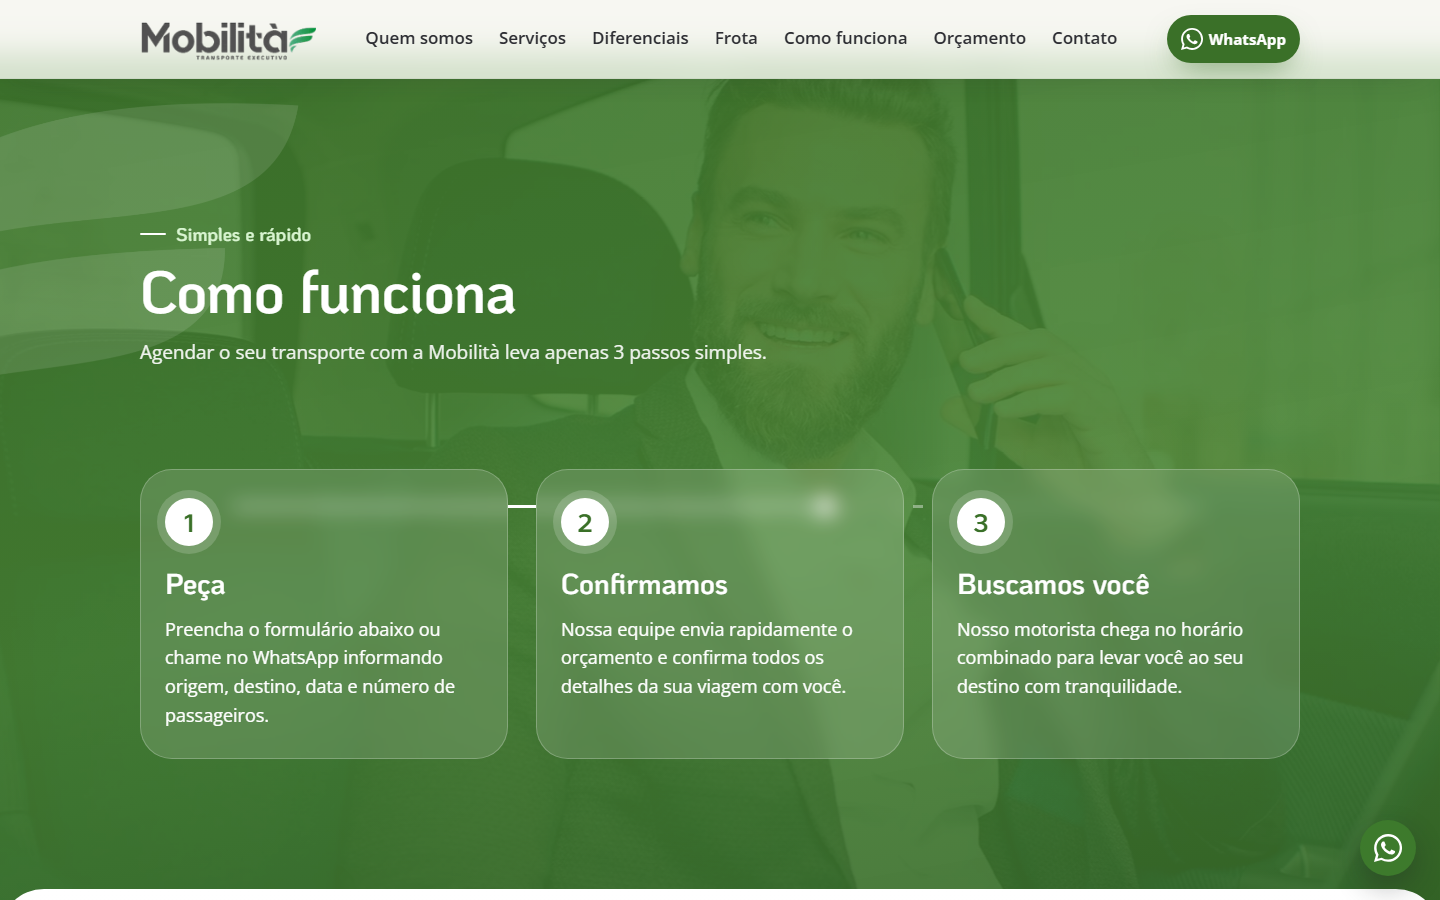 Mobilità
TRANSPORTE EXECUTIVO
Quem somos
Serviços
Diferenciais
Frota
Como funciona
Orçamento
Contato
WhatsApp
Simples e rápido
Como funciona
Agendar o seu transporte com a Mobilità leva apenas 3 passos simples.
1
Peça
Preencha o formulário abaixo ou
chame no WhatsApp informando
origem, destino, data e número de
passageiros.
2
Confirmamos
Nossa equipe envia rapidamente o
orçamento e confirma todos os
detalhes da sua viagem com você.
3
Buscamos você
Nosso motorista chega no horário
combinado para levar você ao seu
destino com tranquilidade.